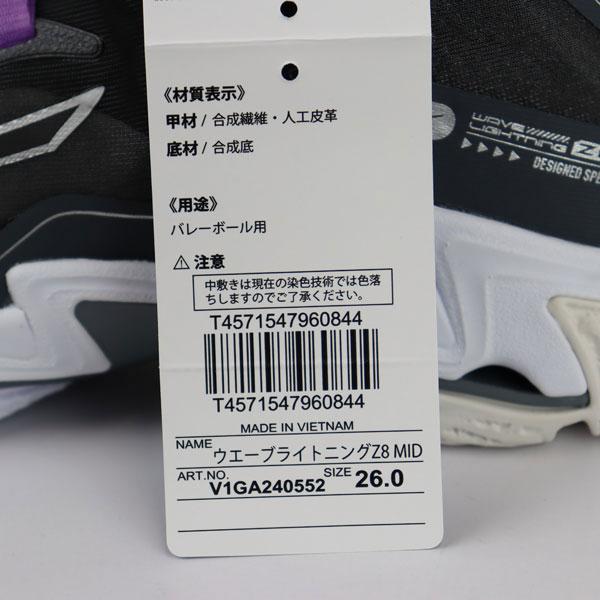 《材質表示》
甲材 / 合成繊維・人工皮革
底材 / 合成底
《用途》
バレーボール用
⚠ 注意
中敷きは現在の染色技術では色落
ちしますのでご了承ください。
T4571547960844
T4571547960844
MADE IN VIETNAM
NAME ウエーブライトニングZ8 MID
ART.NO. V1GA240552 SIZE 26.0
WAVE
LIGHTNING
DESIGNED SPE